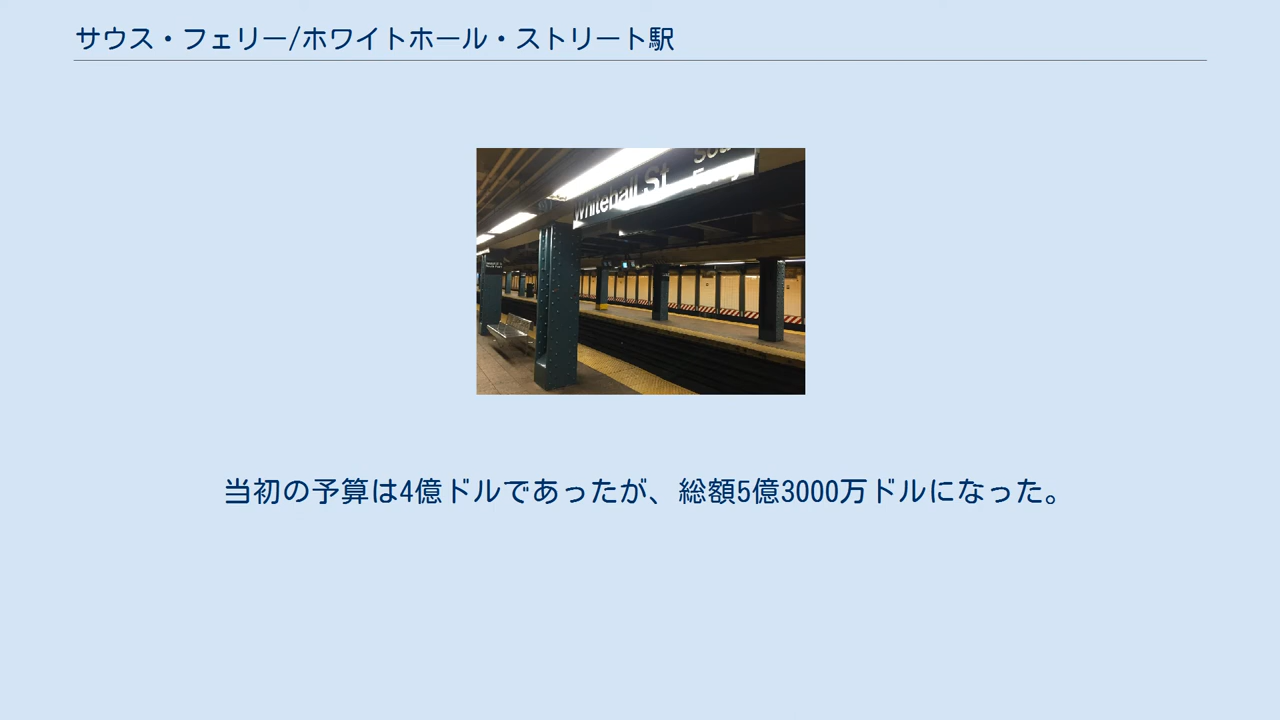 サウス・フェリー/ホワイトホール・ストリート駅
Whitehall St
当初の予算は4億ドルであったが、総額5億3000万ドルになった。